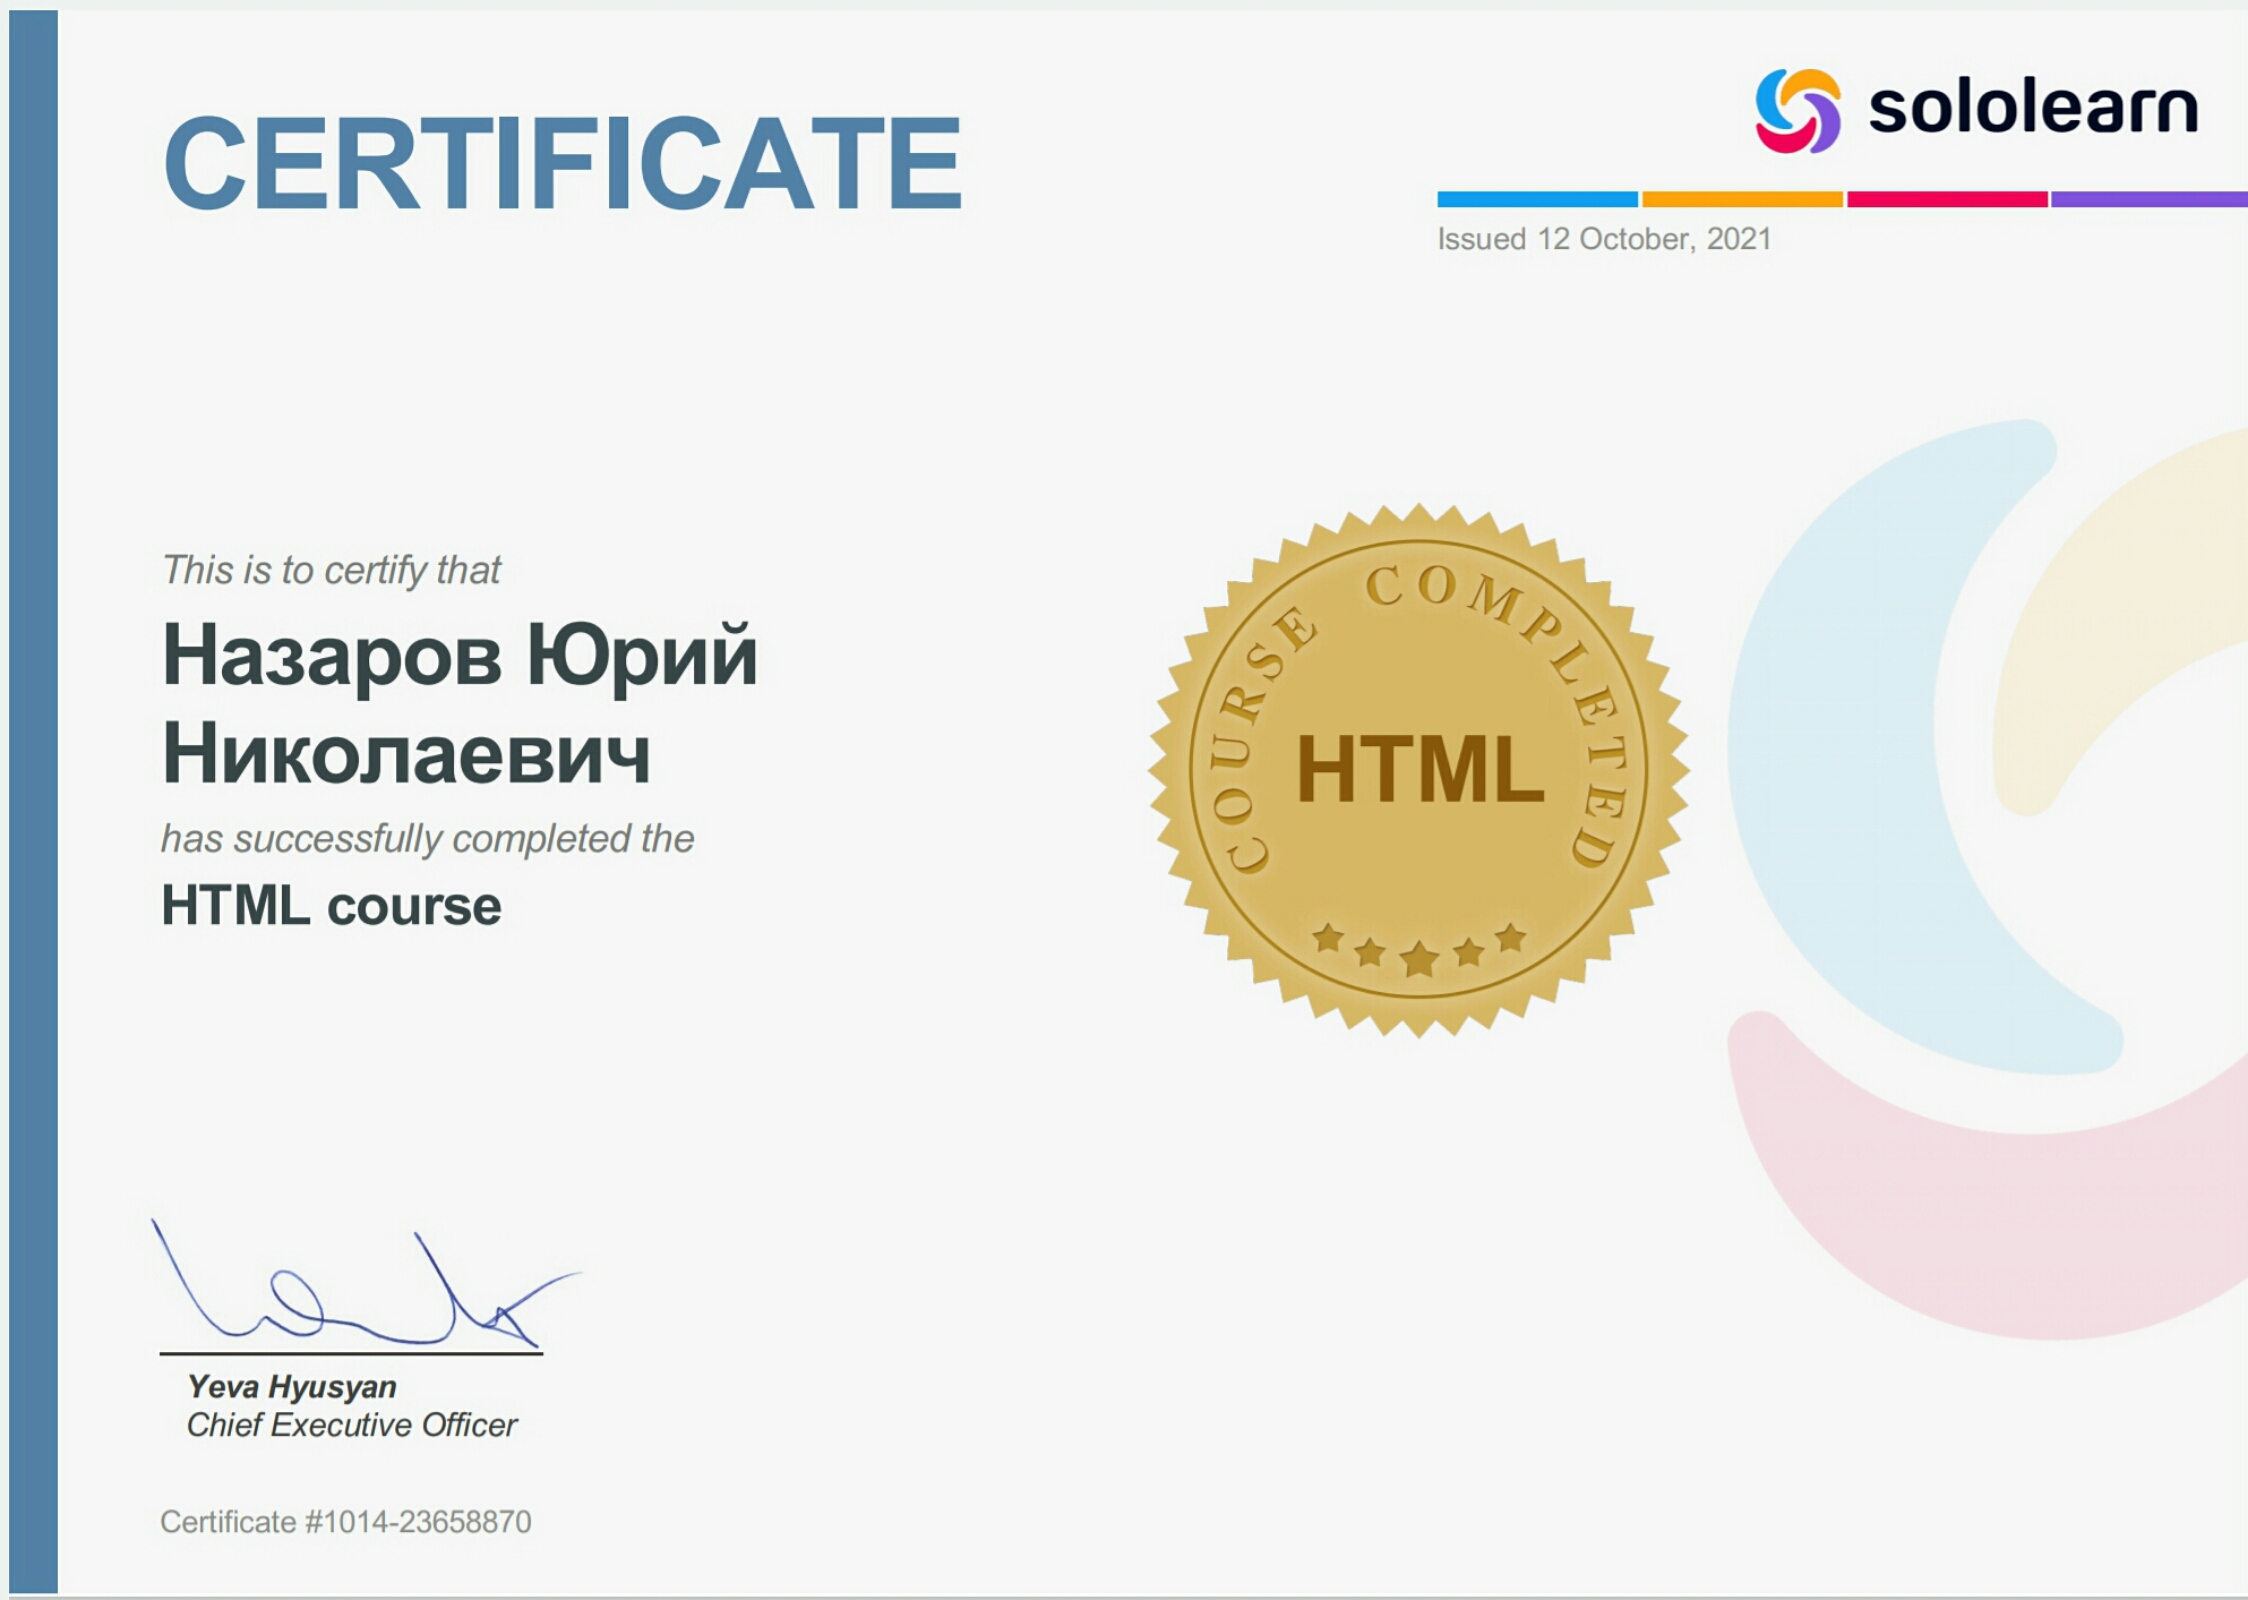 CERTIFICATE
sololearn
Issued 12 October, 2021
This is to certify that
Назаров Юрий
Николаевич
has successfully completed the
HTML course
COURSE COMPLETED
HTML
Yeva Hyusyan
Chief Executive Officer
Certificate #1014-23658870